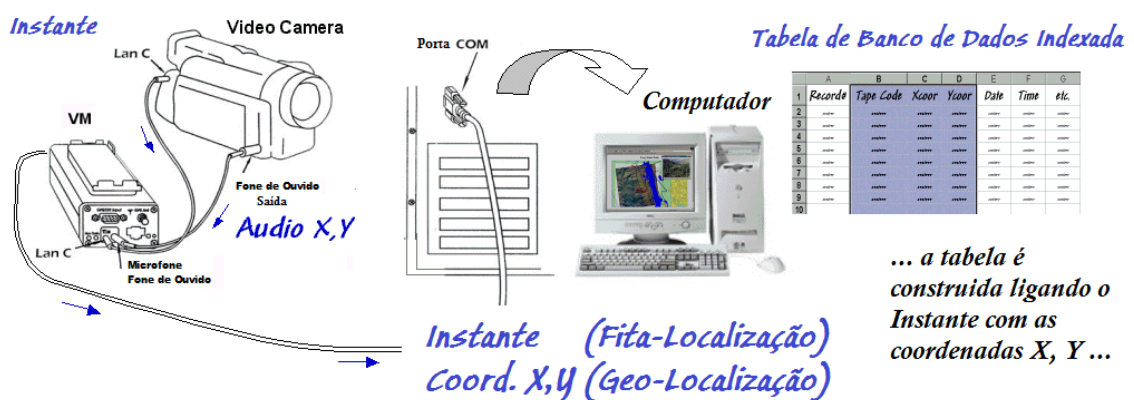 Instante
Video Camera
Lan C
VM
Fone de Ouvido
Saída
Audio X,Y
Lan C
Microfone
Fone de Ouvido
Porta COM
Computador
Instante (Fita-Localização)
Coord. X,Y (Geo-Localização)
Tabela de Banco de Dados Indexada
A B C D E F G
1 Record# Tape Code Xcoor Ycoor Date Time etc.
2
3
4
5
6
7
8
9
10
... a tabela é
construida ligando o
Instante com as
coordenadas X, Y ...